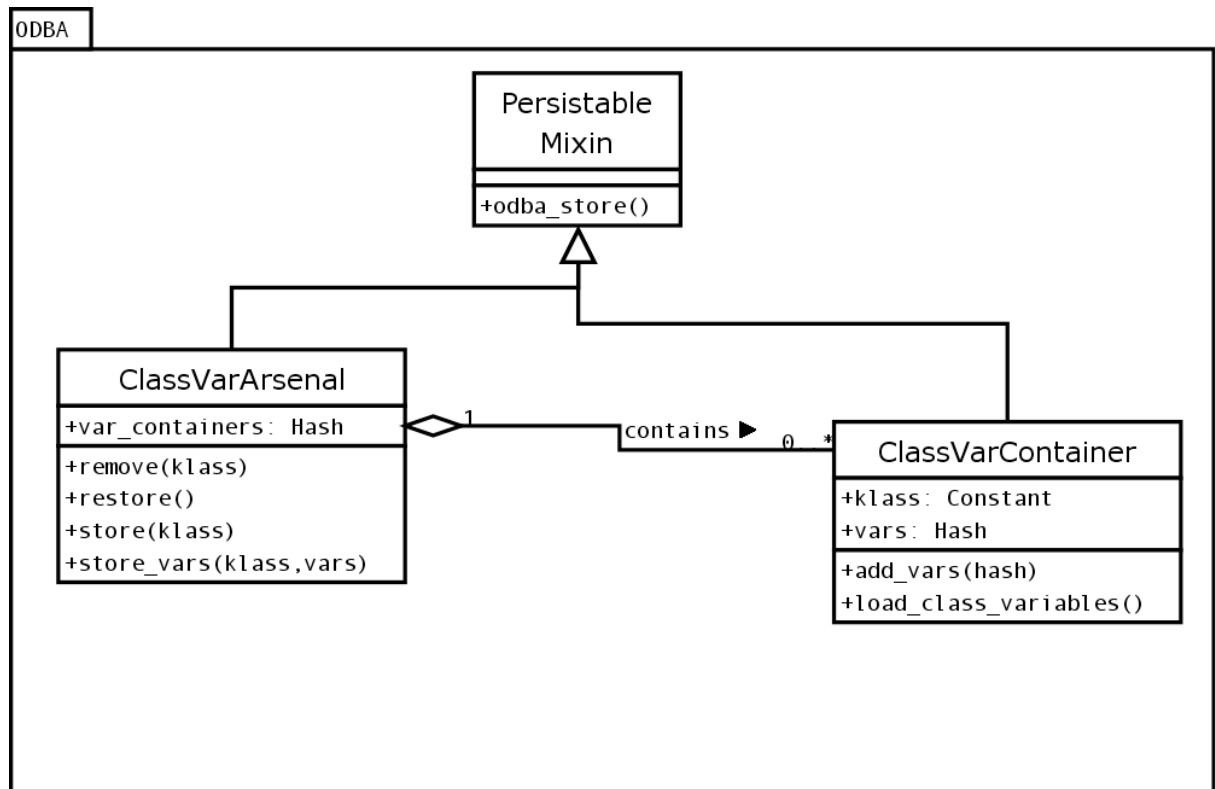 ODBA
Persistable
Mixin
+odba_store()
ClassVarArsenal
+var_containers: Hash
+remove(klass)
+restore()
+store(klass)
+store_vars(klass,vars)
1
contains
0..*
ClassVarContainer
+klass: Constant
+vars: Hash
+add_vars(hash)
+load_class_variables()